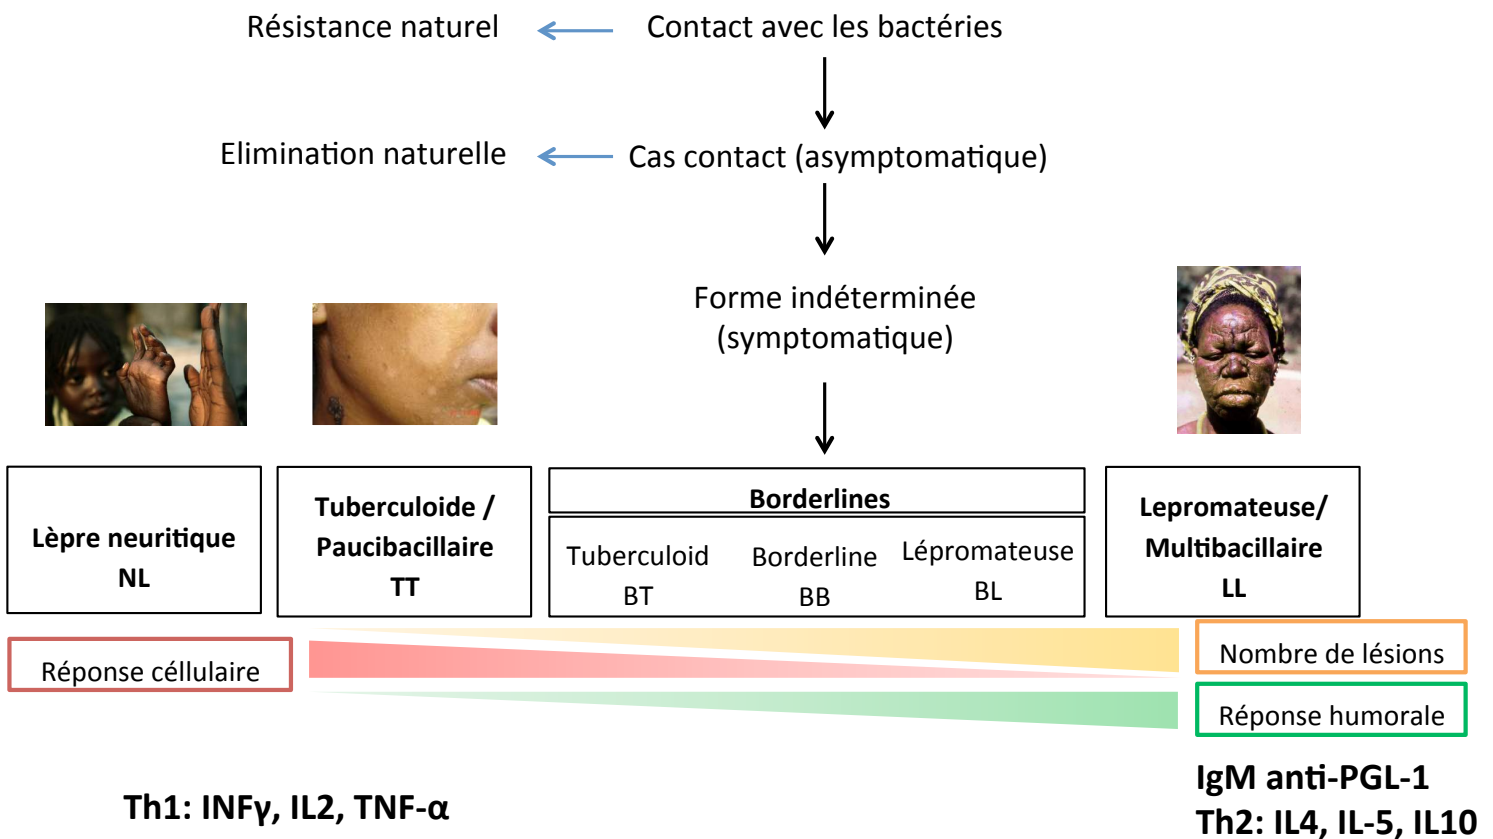 Résistance naturel
Contact avec les bactéries
Elimination naturelle
Cas contact (asymptomatique)
Forme indéterminée
(symptomatique)
Lèpre neuritique
NL
Tuberculoide /
Paucibacillaire
TT
Borderlines
Tuberculoid
BT
Borderline
BB
Lépromateuse
BL
Lepromateuse/
Multibacillaire
LL
Réponse céllulaire
Nombre de lésions
Réponse humorale
Th1: INFγ, IL2, TNF-α
IgM anti-PGL-1
Th2: IL4, IL-5, IL10